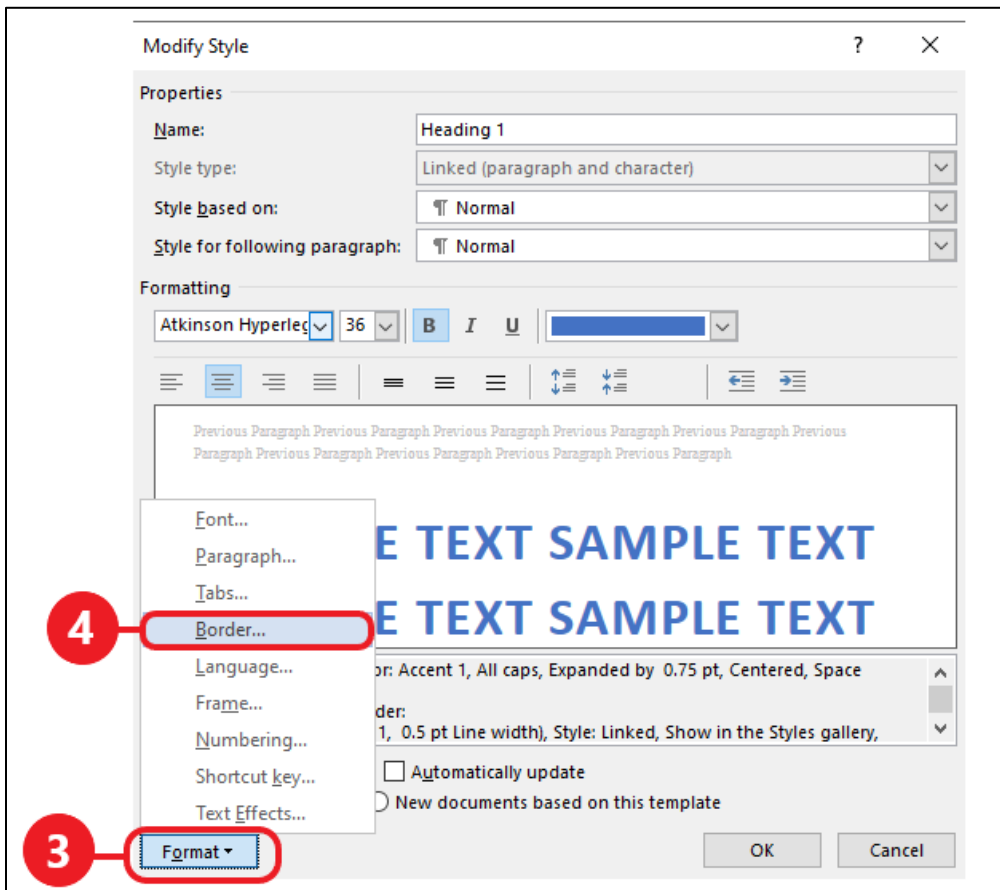 Modify Style ? ×
Properties
Name: Heading 1
Style type: Linked (paragraph and character)
Style based on: ¶ Normal
Style for following paragraph: ¶ Normal
Formatting
Atkinson Hyperleg 36 B I U
Previous Paragraph Previous Paragraph Previous Paragraph Previous Paragraph Previous Paragraph Previous
Paragraph Previous Paragraph Previous Paragraph Previous Paragraph Previous Paragraph
Font...
E TEXT SAMPLE TEXT
Paragraph...
Tabs...
4 Border...
E TEXT SAMPLE TEXT
Language...
or: Accent 1, All caps, Expanded by 0.75 pt, Centered, Space
Frame...
der:
Numbering...
1, 0.5 pt Line width), Style: Linked, Show in the Styles gallery,
Shortcut key...
Automatically update
Text Effects...
New documents based on this template
3 Format OK Cancel